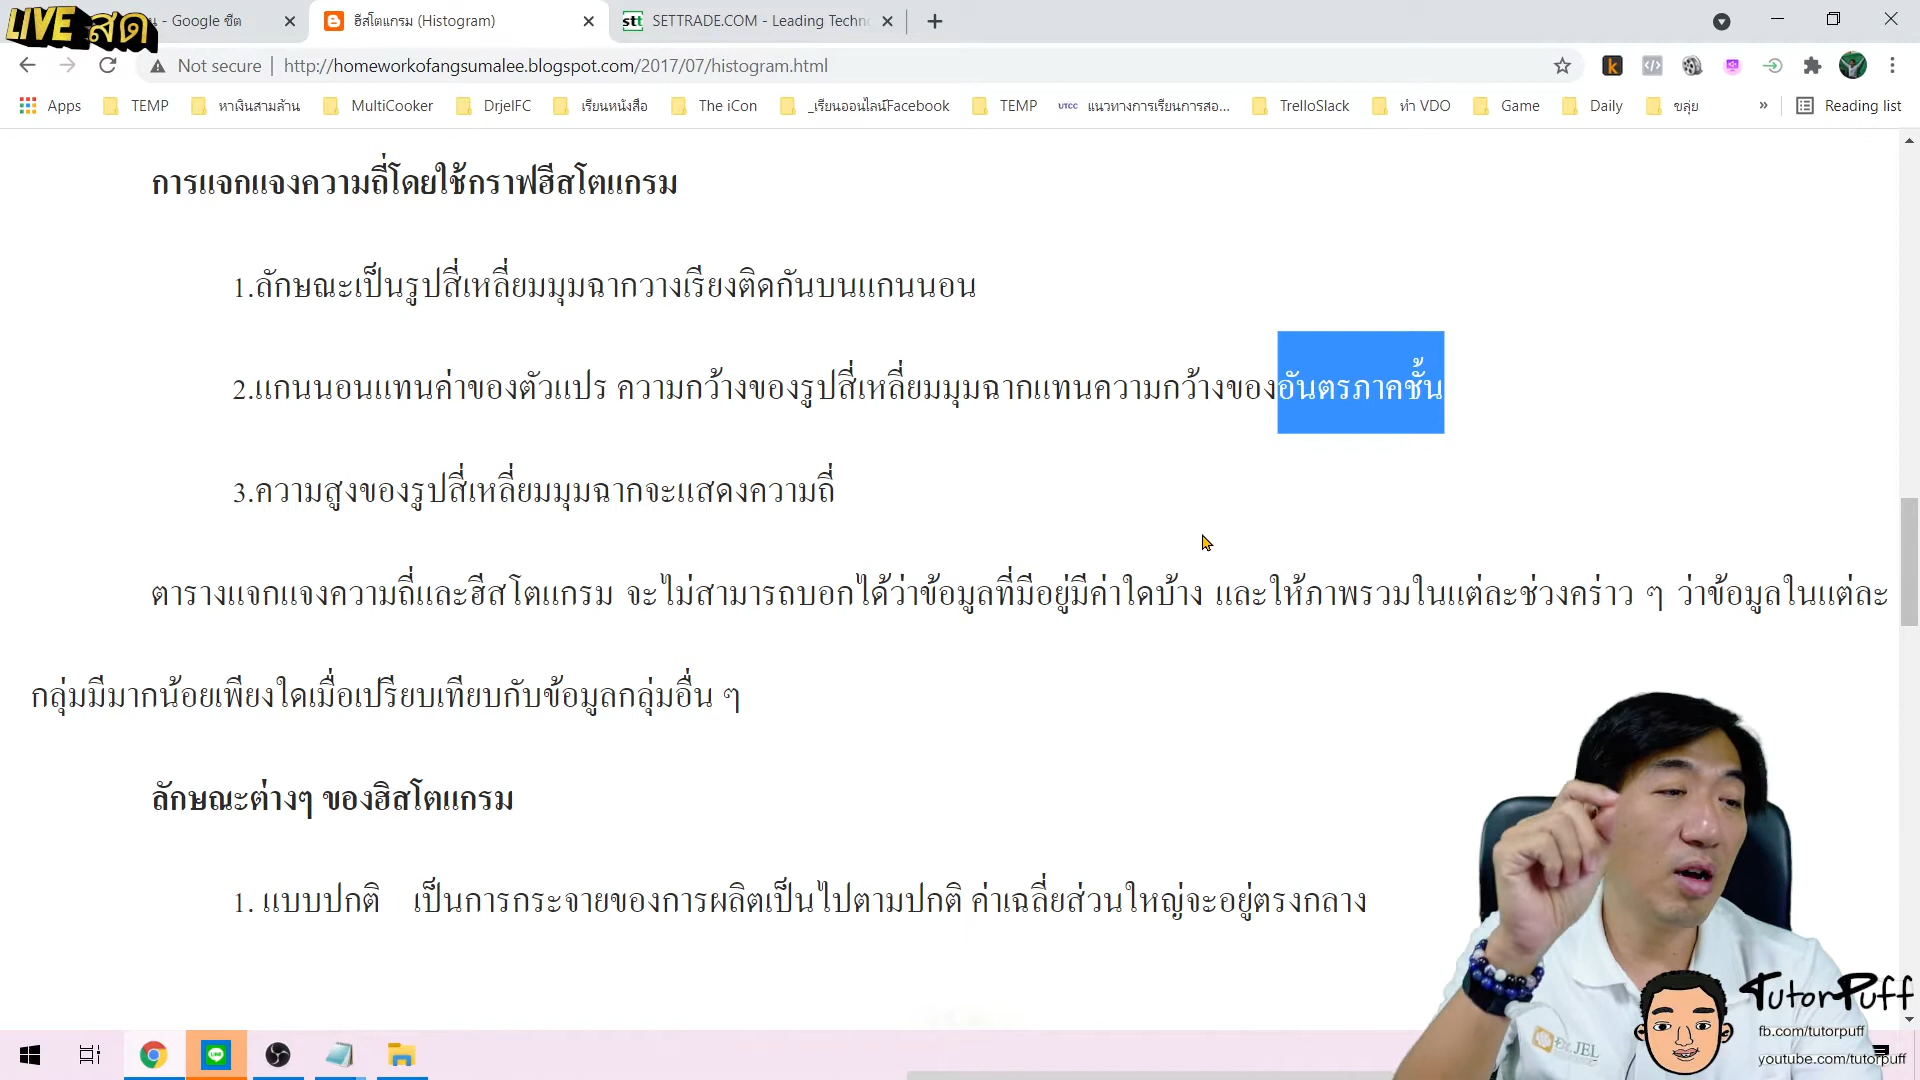 LIVE สด
น - Google ชีต
ฮีสโตแกรม (Histogram)
stt SETTRADE.COM - Leading Techn
Not secure
http://homeworkofangsumalee.blogspot.com/2017/07/histogram.html
Apps
TEMP
หาเงินสามล้าน
MultiCooker
DrjelFC
เรียนหนังสือ
The iCon
_เรียนออนไลน์Facebook
TEMP
UTCC แนวทางการเรียนการสอ...
TrelloSlack
ทำ VDO
Game
Daily
ขลุ่ย
»
Reading list
การแจกแจงความถี่โดยใช้กราฟฮีสโตแกรม
1.ลักษณะเป็นรูปสี่เหลี่ยมมุมฉากวางเรียงติดกันบนแกนนอน
2.แกนนอนแทนค่าของตัวแปร ความกว้างของรูปสี่เหลี่ยมมุมฉากแทนความกว้างของอันตรภาคชั้น
3.ความสูงของรูปสี่เหลี่ยมมุมฉากจะแสดงความถี่
ตารางแจกแจงความถี่และฮีสโตแกรม จะไม่สามารถบอกได้ว่าข้อมูลที่มีอยู่มีค่าใดบ้าง และให้ภาพรวมในแต่ละช่วงคร่าว ๆ ว่าข้อมูลในแต่ละ
กลุ่มมีมากน้อยเพียงใดเมื่อเปรียบเทียบกับข้อมูลกลุ่มอื่น ๆ
ลักษณะต่างๆ ของฮิสโตแกรม
1. แบบปกติ เป็นการกระจายของการผลิตเป็นไปตามปกติ ค่าเฉลี่ยส่วนใหญ่จะอยู่ตรงกลาง
TutorPuff
fb.com/tutorpuff
youtube.com/tutorpuff